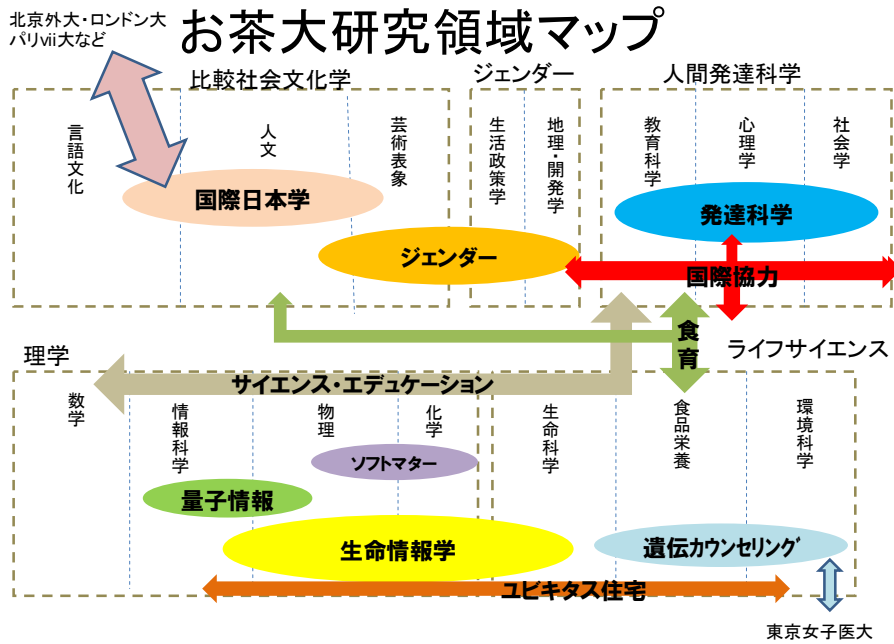 北京外大・ロンドン大
パリvii大など
お茶大研究領域マップ
比較社会文化学
ジェンダー
人間発達科学
言語文化
人文
芸術表象
生活政策学
地理・開発学
教育科学
心理学
社会学
国際日本学
発達科学
ジェンダー
国際協力
食育
理学
ライフサイエンス
サイエンス・エデュケーション
数学
情報科学
物理
化学
生命科学
食品栄養
環境科学
ソフトマター
量子情報
生命情報学
遺伝カウンセリング
ユビキタス住宅
東京女子医大